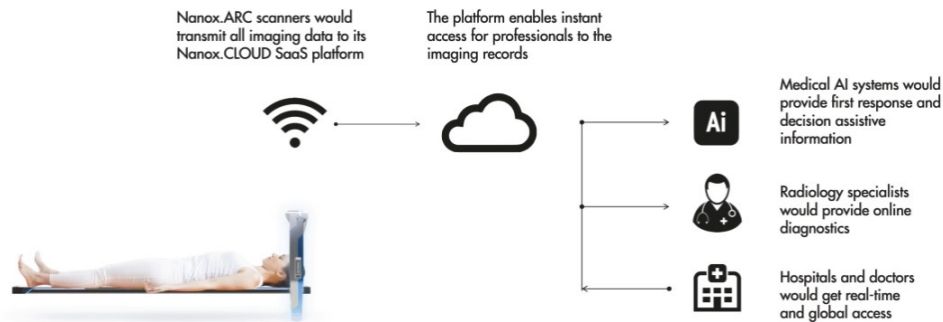 Nanox.ARC scanners would
transmit all imaging data to its
Nanox.CLOUD SaaS platform
The platform enables instant
access for professionals to the
imaging records
Ai
Medical AI systems would
provide first response and
decision assistive
information
Radiology specialists
would provide online
diagnostics
Hospitals and doctors
would get real-time
and global access